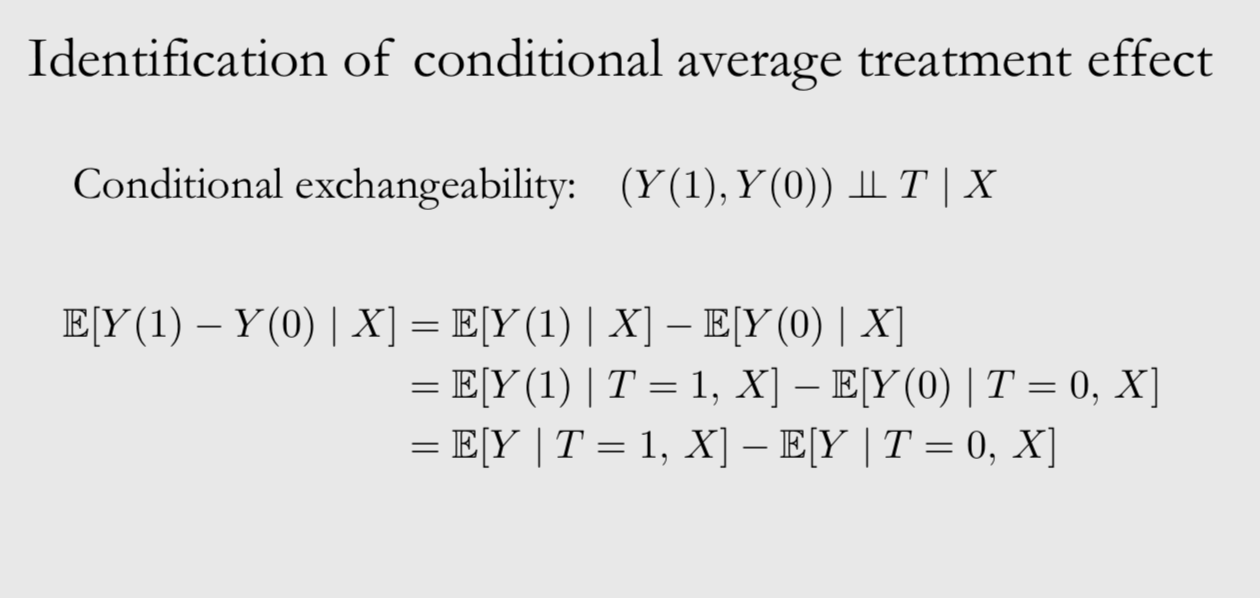 Identification of conditional average treatment effect
Conditional exchangeability: (Y(1), Y(0)) ⫫ T | X
𝔼[Y(1) − Y(0) | X] = 𝔼[Y(1) | X] − 𝔼[Y(0) | X]
= 𝔼[Y(1) | T = 1, X] − 𝔼[Y(0) | T = 0, X]
= 𝔼[Y | T = 1, X] − 𝔼[Y | T = 0, X]